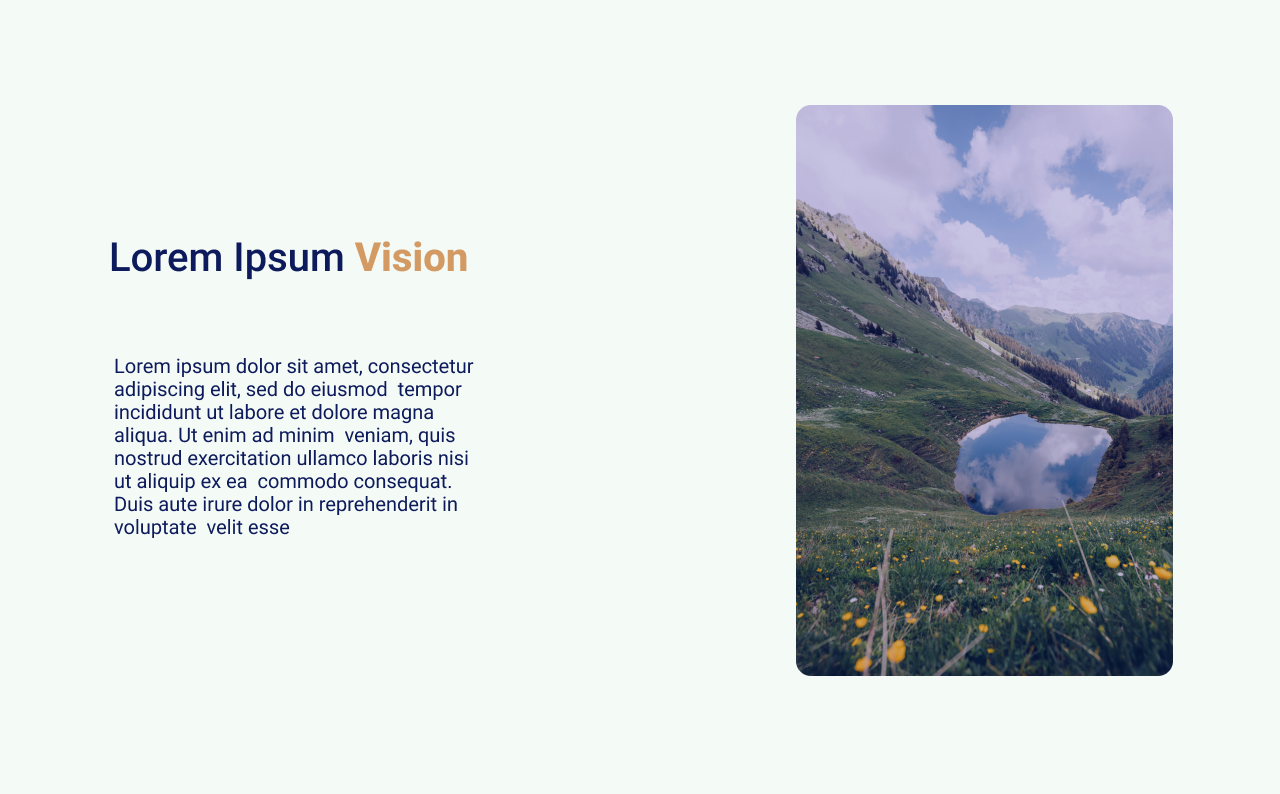 Lorem Ipsum Vision
Lorem ipsum dolor sit amet, consectetur
adipiscing elit, sed do eiusmod  tempor
incididunt ut labore et dolore magna
aliqua. Ut enim ad minim  veniam, quis
nostrud exercitation ullamco laboris nisi
ut aliquip ex ea  commodo consequat.
Duis aute irure dolor in reprehenderit in
voluptate  velit esse